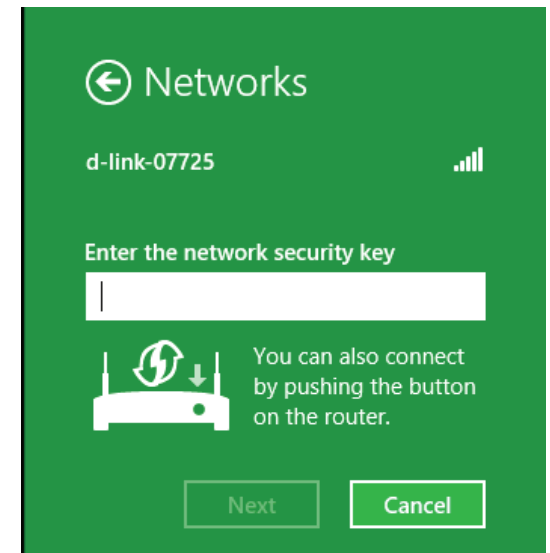 Networks
d-link-07725
Enter the network security key
You can also connect
by pushing the button
on the router.
Next
Cancel